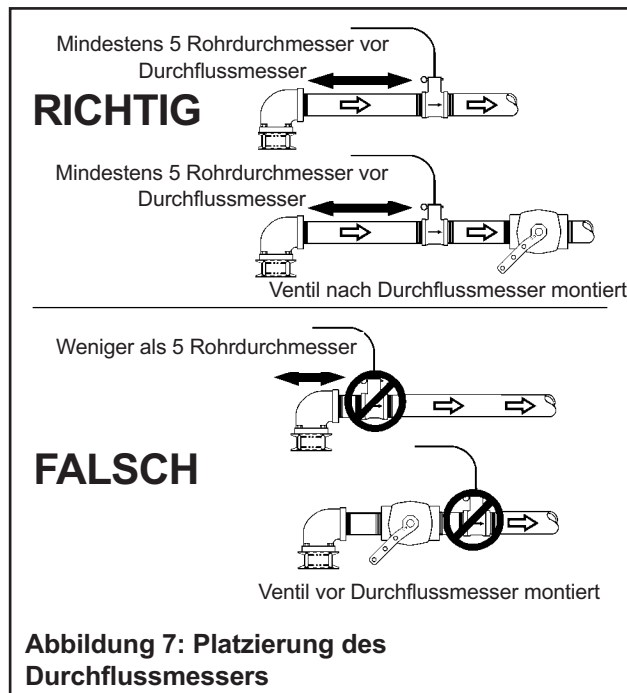 Mindestens 5 Rohrdurchmesser vor
Durchflussmesser
RICHTIG
Mindestens 5 Rohrdurchmesser vor
Durchflussmesser
Ventil nach Durchflussmesser montiert
Weniger als 5 Rohrdurchmesser
FALSCH
Ventil vor Durchflussmesser montiert
Abbildung 7: Platzierung des
Durchflussmessers